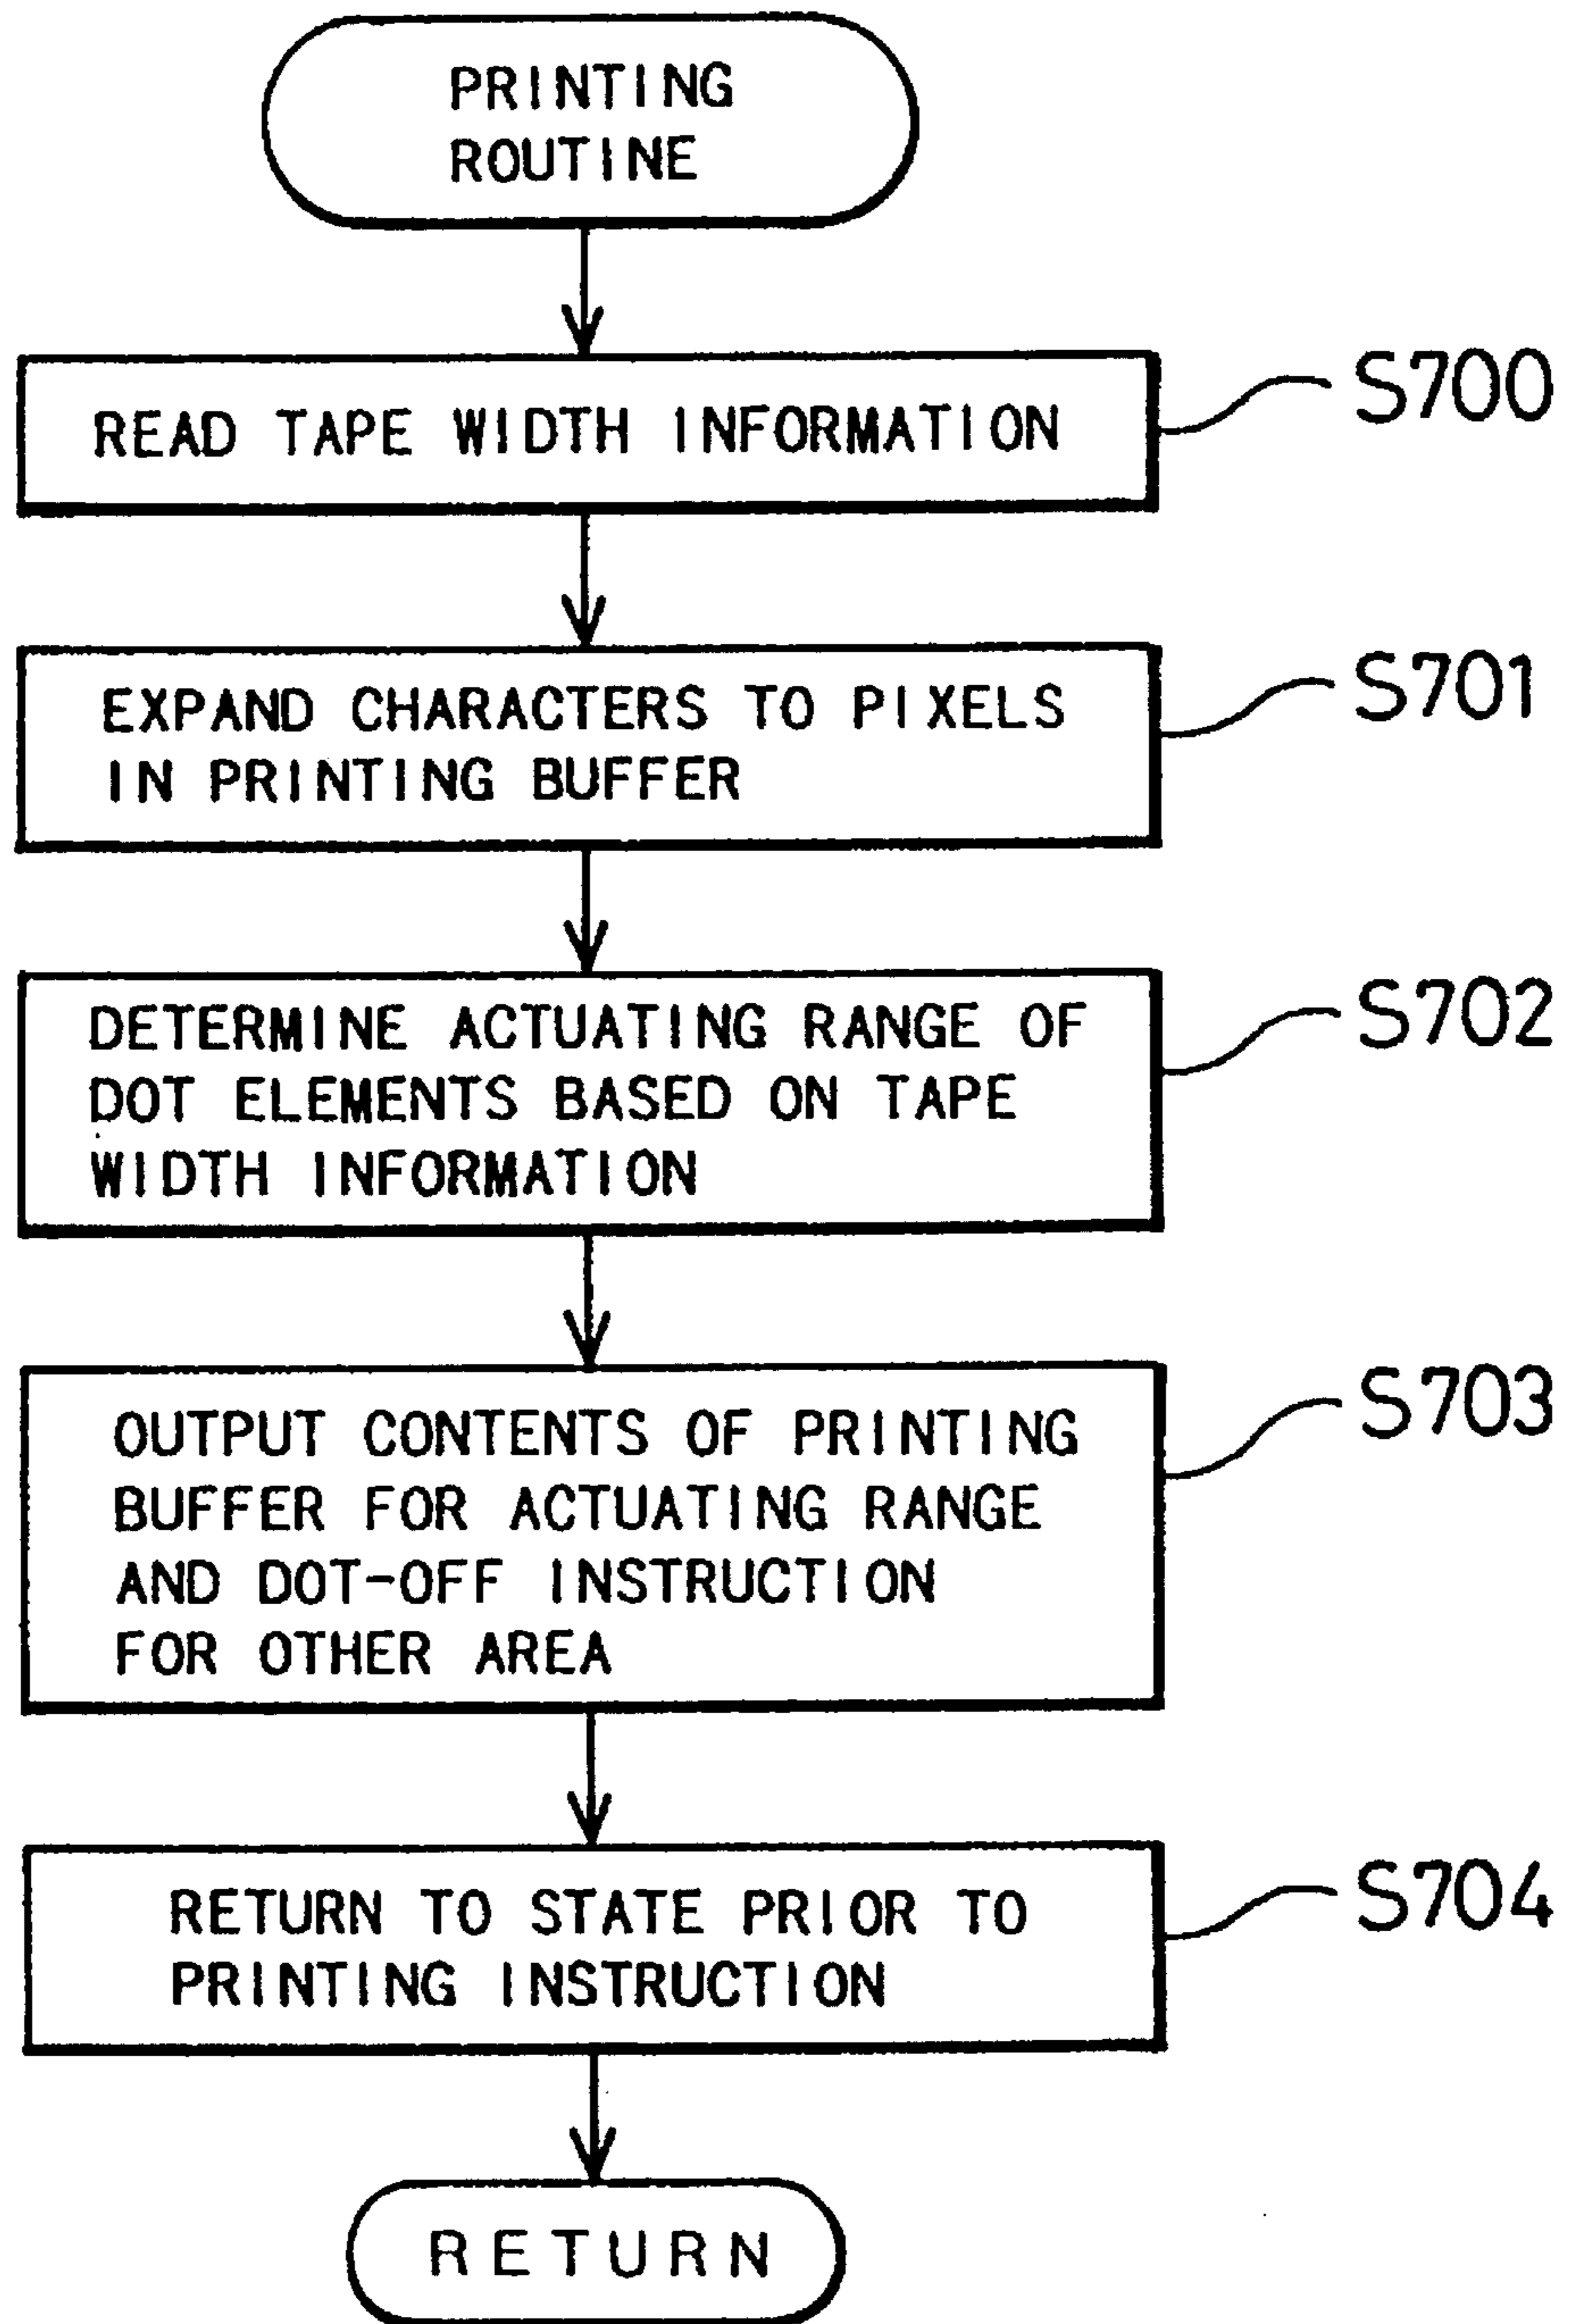 PRINTING
ROUTINE
READ TAPE WIDTH INFORMATION
S700
EXPAND CHARACTERS TO PIXELS
IN PRINTING BUFFER
S701
DETERMINE ACTUATING RANGE OF
DOT ELEMENTS BASED ON TAPE
WIDTH INFORMATION
S702
OUTPUT CONTENTS OF PRINTING
BUFFER FOR ACTUATING RANGE
AND DOT-OFF INSTRUCTION
FOR OTHER AREA
S703
RETURN TO STATE PRIOR TO
PRINTING INSTRUCTION
S704
RETURN